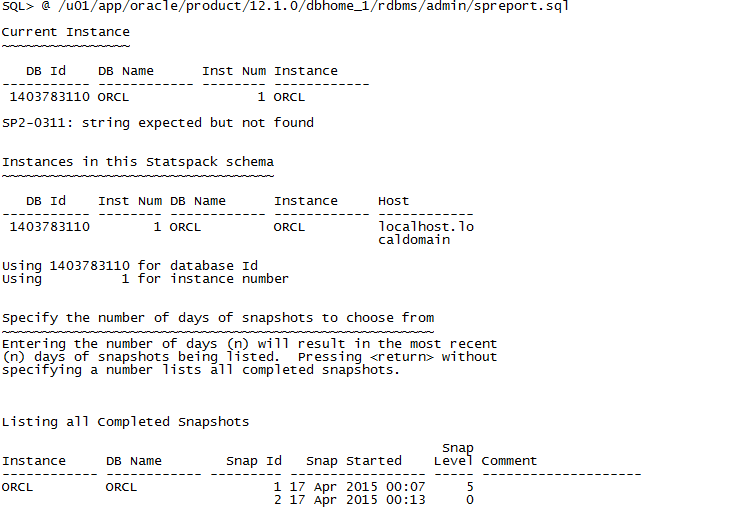 SQL> @ /u01/app/oracle/product/12.1.0/dbhome_1/rdbms/admin/spreport.sql
Current Instance
~~~~~~~~~~~~~~~~
   DB Id    DB Name      Inst Num Instance
----------- ------------ -------- ------------
 1403783110 ORCL                1 ORCL
SP2-0311: string expected but not found
Instances in this Statspack schema
~~~~~~~~~~~~~~~~~~~~~~~~~~~~~~~~~~
   DB Id    Inst Num DB Name      Instance     Host
----------- -------- ------------ ------------ ------------
 1403783110        1 ORCL         ORCL         localhost.lo
                                               caldomain
Using 1403783110 for database Id
Using          1 for instance number
Specify the number of days of snapshots to choose from
~~~~~~~~~~~~~~~~~~~~~~~~~~~~~~~~~~~~~~~~~~~~~~~~~~~~~~
Entering the number of days (n) will result in the most recent
(n) days of snapshots being listed.  Pressing <return> without
specifying a number lists all completed snapshots.
Listing all Completed Snapshots
                                                       Snap
Instance     DB Name        Snap Id   Snap Started    Level Comment
------------ ------------ --------- ----------------- ----- --------------------
ORCL         ORCL                 1 17 Apr 2015 00:07     5
                                  2 17 Apr 2015 00:13     0